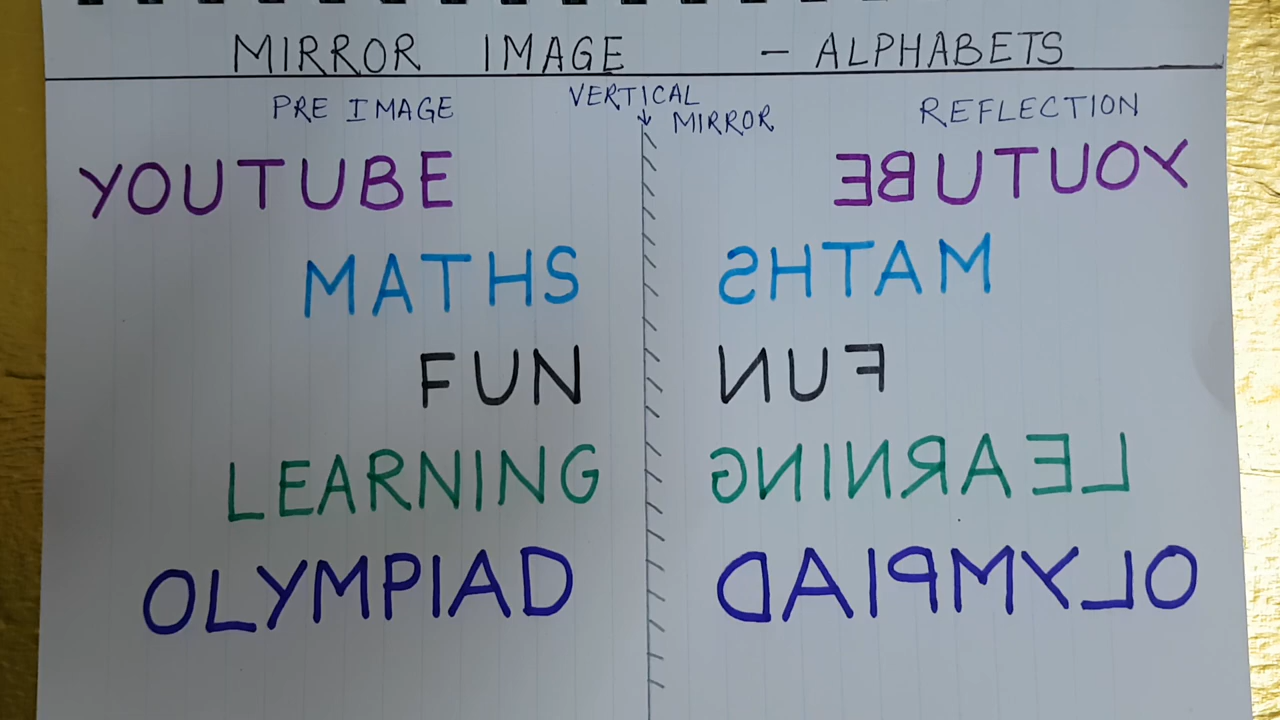 MIRROR IMAGE - ALPHABETS
PRE IMAGE VERTICAL MIRROR REFLECTION
YOUTUBE YOUTUBE
MATHS MATHS
FUN FUN
LEARNING LEARNING
OLYMPIAD OLYMPIAD